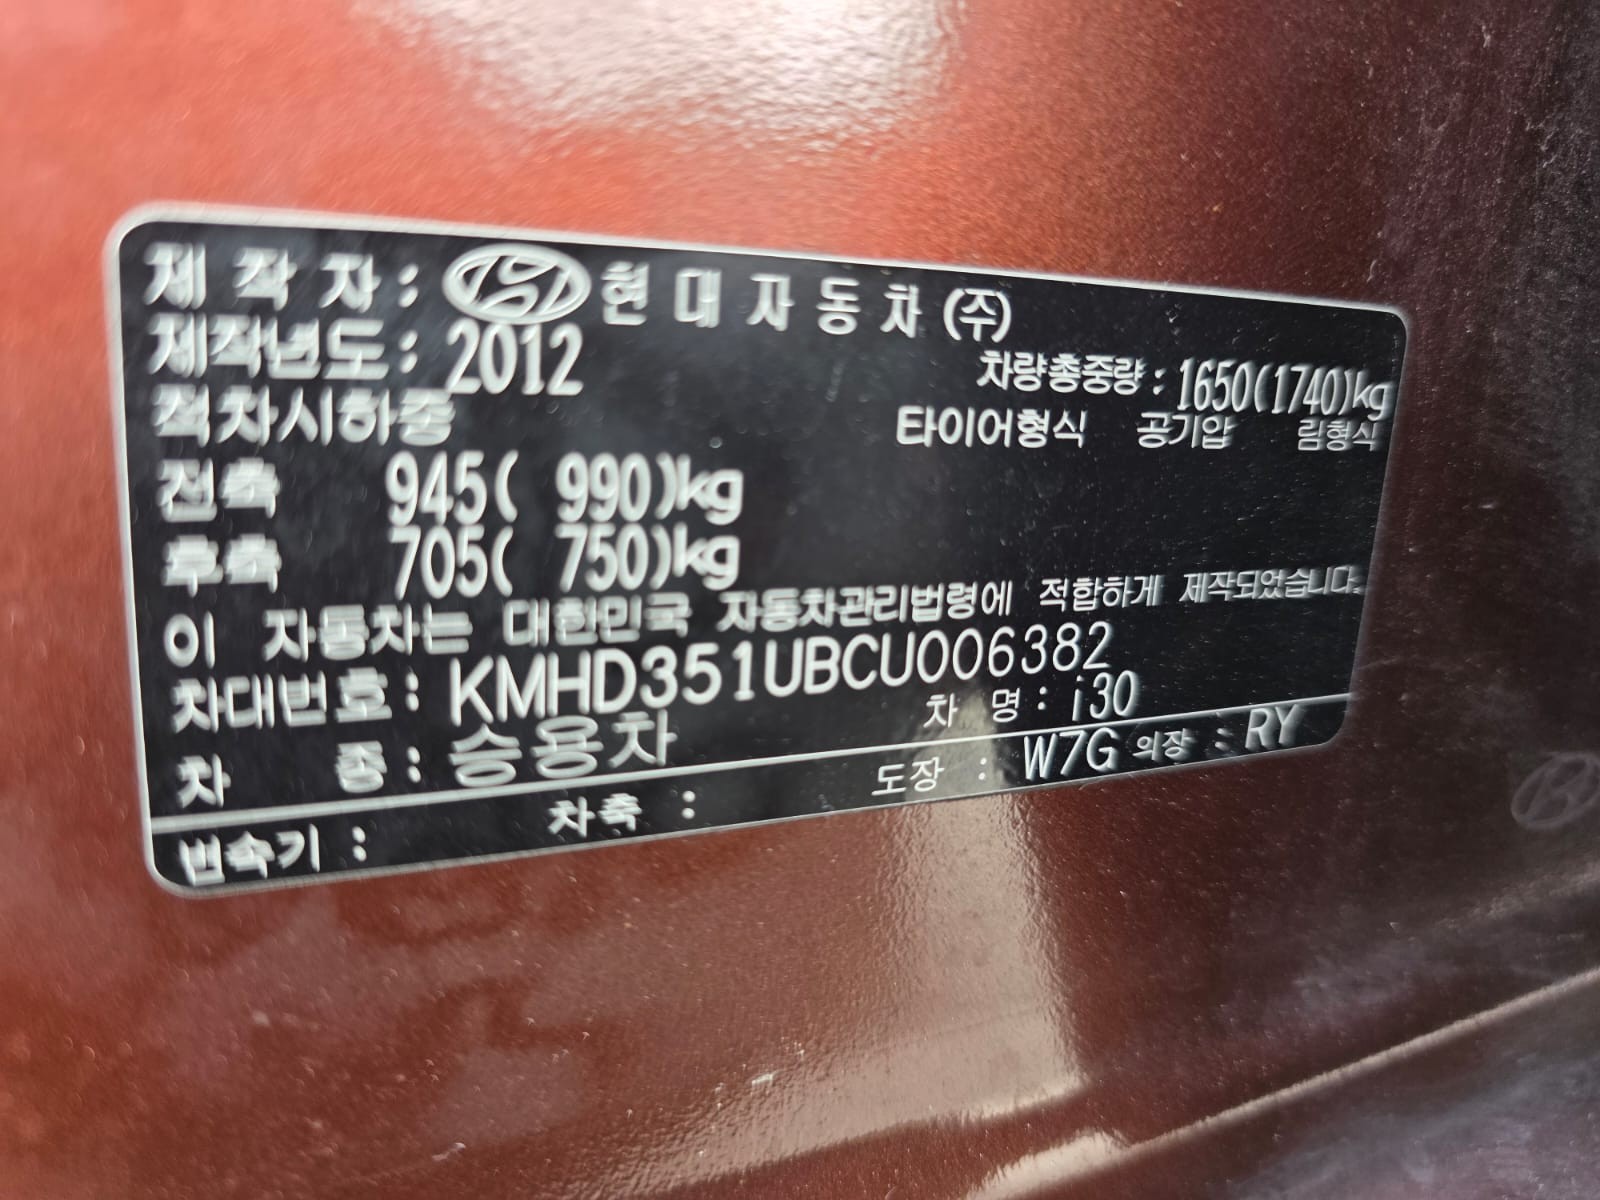 제 작 자 : 현 대 자 동 차 (주)
제작년도 : 2012
차량총중량 : 1650(1740)kg
적차시하중
타이어형식 공기압 림형식
전축 945( 990)kg
후축 705( 750)kg
이 자동차는 대한민국 자동차관리법령에 적합하게 제작되었습니다.
차대번호 : KMHD351UBCU006382
차 종 : 승용차 차 명 : i30
변속기 : 차축 : 도장 : W7G 의장 : RY